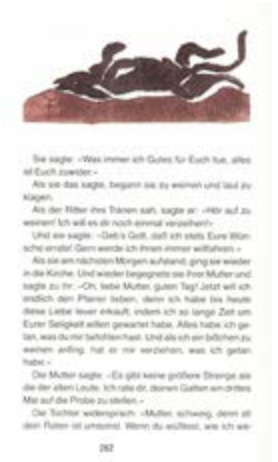 Sie sagte: »Was immer ich Gutes für Euch tue, alles
ist Euch zuwider.«
Als sie das sagte, begann sie zu weinen und laut zu
klagen.
Als der Ritter ihre Tränen sah, sagte er: »Hör auf zu
weinen! Ich will es dir noch einmal verzeihen!«
Und sie sagte: »Geb's Gott, daß ich stets Eure Wün-
sche ernste! Gern werde ich Ihnen immer willfahren.«
Als sie am nächsten Morgen aufstand, ging sie wieder
in die Kirche. Und wieder begegnete sie ihrer Mutter und
sagte zu ihr: »Oh, liebe Mutter, guten Tag! Jetzt will ich
endlich den Pfarrer lieben, denn ich habe bis heute
diese Liebe teuer erkauft, indem ich so lange Zeit um
Eurer Seligkeit willen gewartet habe. Alles habe ich ge-
tan, was du mir befohlen hast. Und als ich ein bißchen zu
weinen anfing, hat er mir verziehen, was ich getan
habe.«
Die Mutter sagte: »Es gibt keine größere Strenge als
die der alten Leute. Ich rate dir, deinen Gatten ein drittes
Mal auf die Probe zu stellen.«
Die Tochter widersprach: »Mutter, schweig, denn all
dein Raten ist umsonst. Wenn du wüßtest, wie ich we-
262